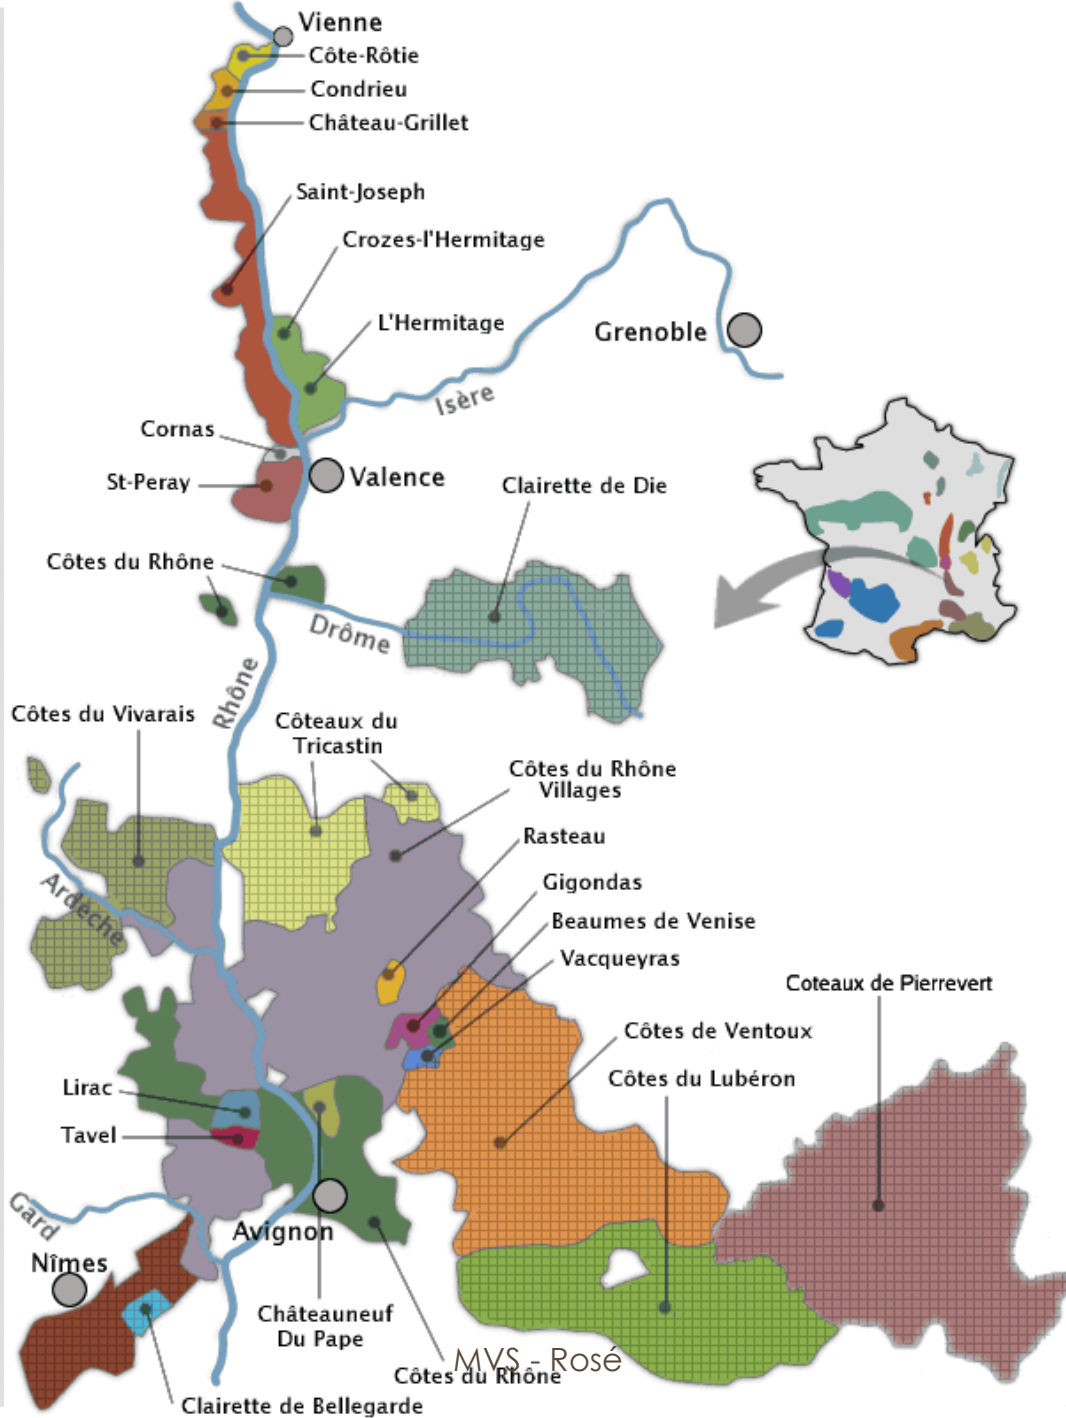 Vienne
Côte-Rôtie
Condrieu
Château-Grillet
Saint-Joseph
Crozes-l'Hermitage
L'Hermitage
Grenoble
Isère
Cornas
St-Peray
Valence
Clairette de Die
Côtes du Rhône
Drôme
Rhône
Côtes du Vivarais
Côteaux du
Tricastin
Côtes du Rhône
Villages
Rasteau
Gigondas
Ardèche
Beaumes de Venise
Vacqueyras
Coteaux de Pierrevert
Côtes de Ventoux
Côtes du Lubéron
Lirac
Tavel
Gard
Avignon
Nîmes
Châteauneuf
Du Pape
MVS - Rosé
Côtes du Rhône
Clairette de Bellegarde